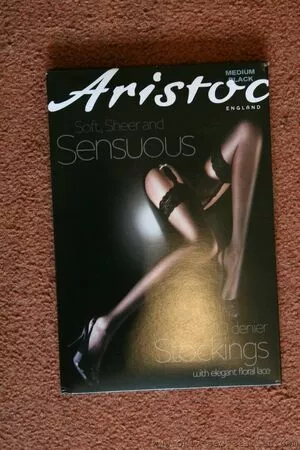 MEDIUM
BLACK
Aristoc
ENGLAND
Soft, Sheer and
Sensuous
denier
Stockings
with elegant floral lace